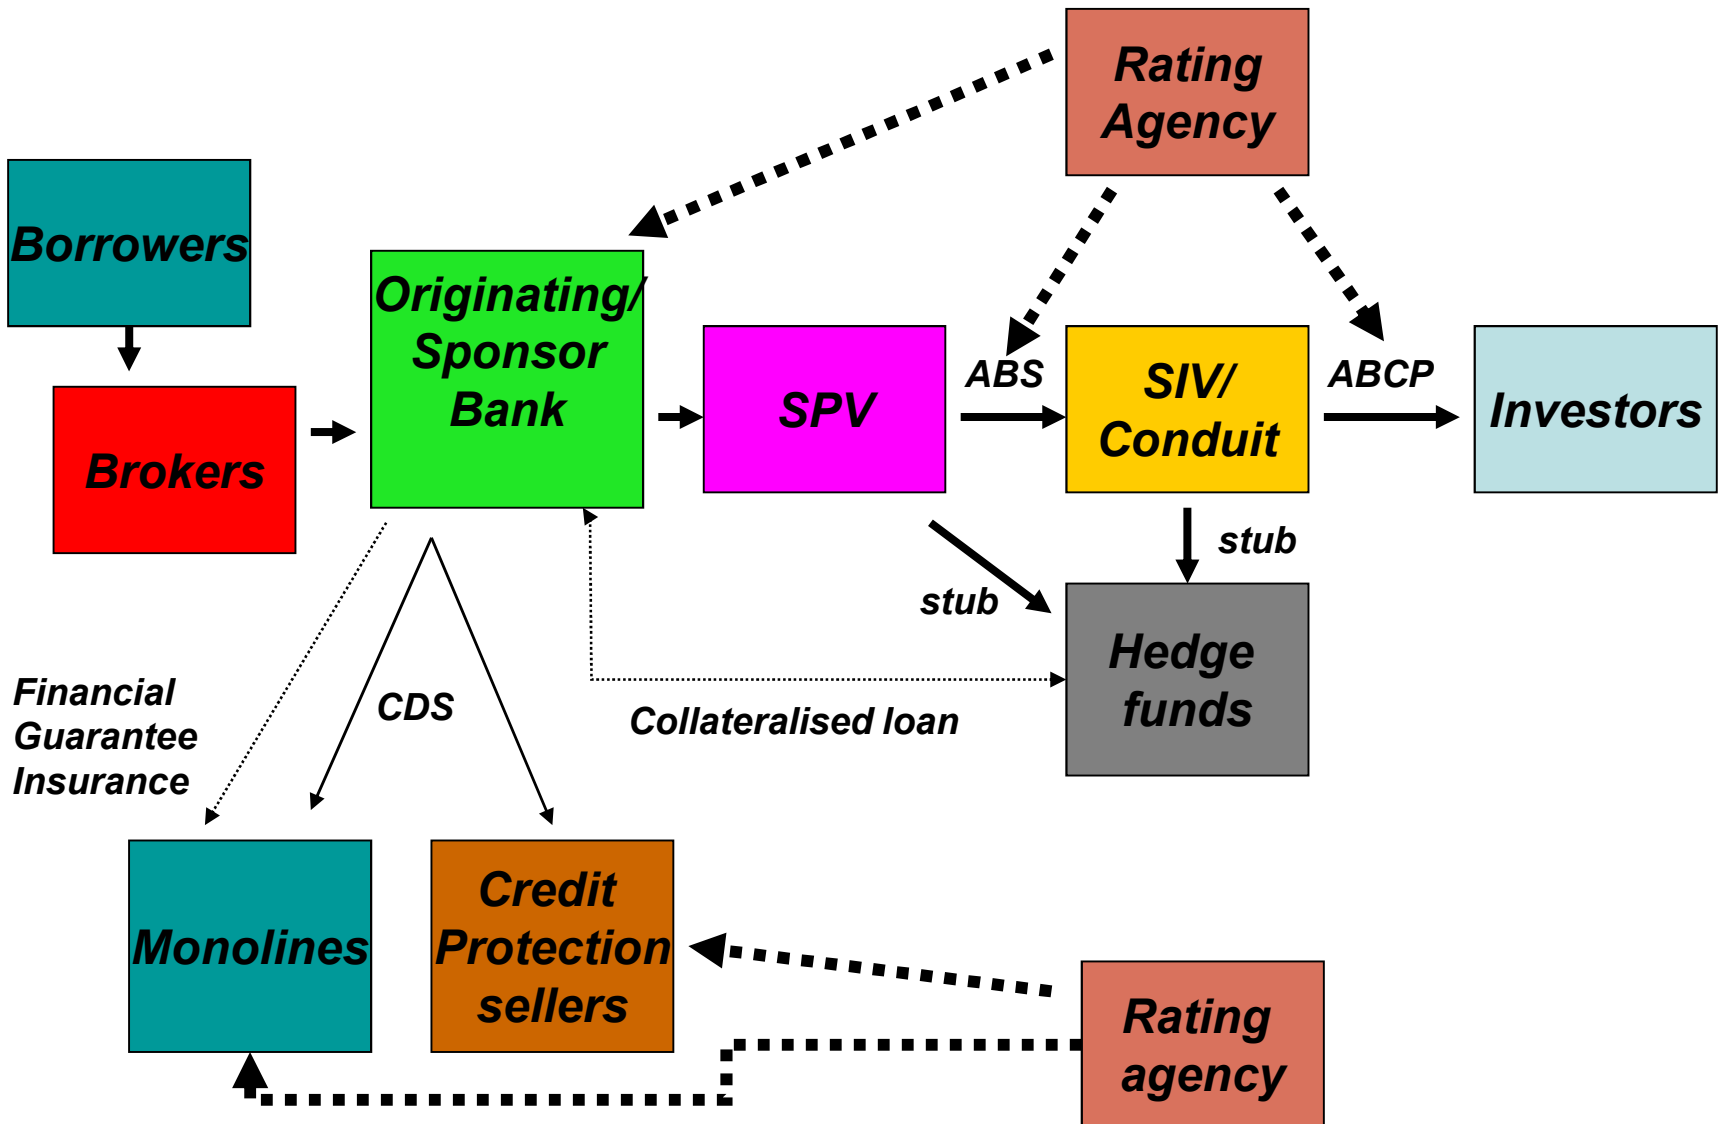 Rating
Agency
Borrowers
Originating/
Sponsor
Bank
Brokers
SPV
ABS
SIV/
Conduit
ABCP
Investors
stub
stub
Hedge
funds
Financial
Guarantee
Insurance
CDS
Collateralised loan
Monolines
Credit
Protection
sellers
Rating
agency